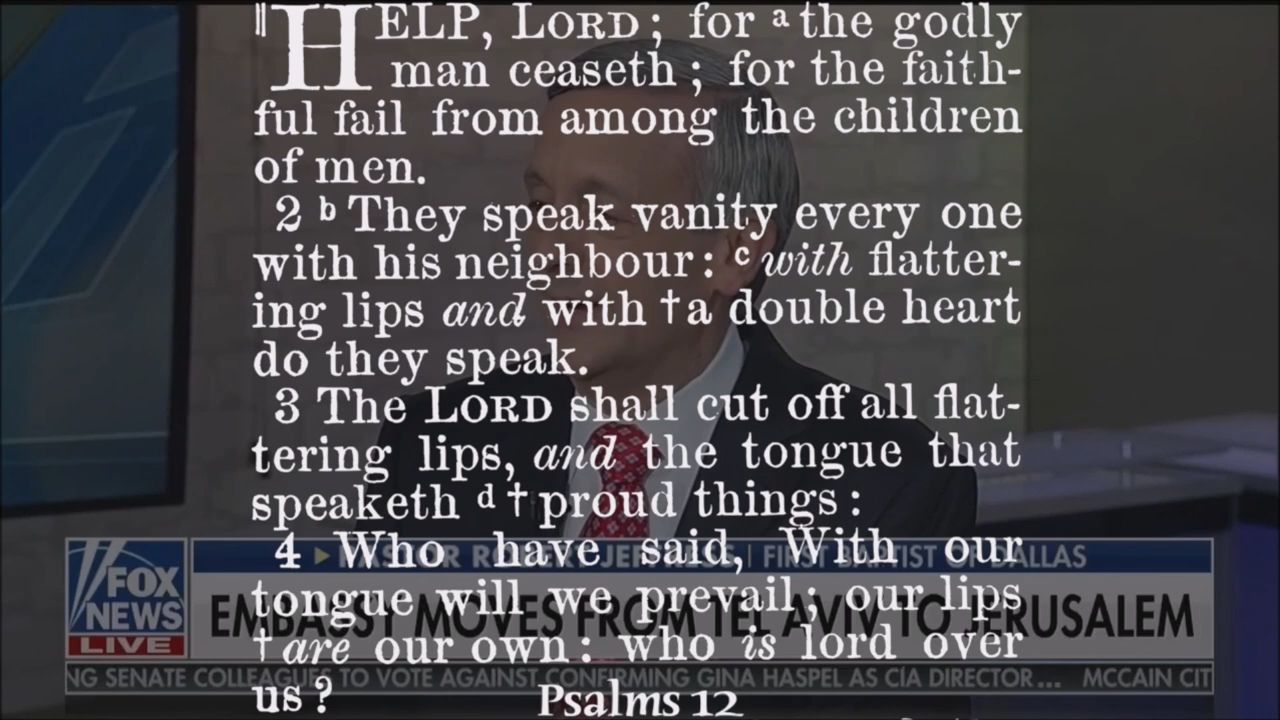 ‖HELP, LORD; for ᵃ the godly
man ceaseth; for the faith-
ful fail from among the children
of men.
2 ᵇ They speak vanity every one
with his neighbour: ᶜ with flatter-
ing lips and with † a double heart
do they speak.
3 The LORD shall cut off all flat-
tering lips, and the tongue that
speaketh ᵈ † proud things:
4 Who have said, With our
tongue will we prevail; our lips
† are our own: who is lord over
us?
Psalms 12
PASTOR ROBERT JEFFRESS | FIRST BAPTIST OF DALLAS
FOX
NEWS
LIVE
EMBASSY MOVES FROM TEL AVIV TO JERUSALEM
NG SENATE COLLEAGUES TO VOTE AGAINST CONFIRMING GINA HASPEL AS CIA DIRECTOR... MCCAIN CIT